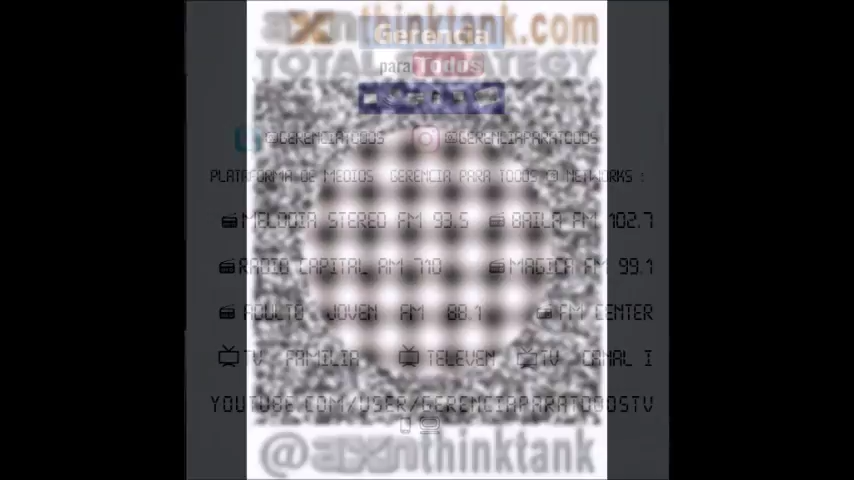 axnthinktank.com
Gerencia
para Todos
TOTAL STRATEGY
@GERENCIATODOS @GERENCIAPARATODOS
PLATAFORMA DE MEDIOS GERENCIA PARA TODOS @ NETWORKS :
MELODIA STEREO FM 93.5 BAILA FM 102.7
RADIO CAPITAL AM 710 MAGICA FM 99.1
ADULTO JOVEN FM 88.1 FM CENTER
TV FAMILIA TELEVEN TV CANAL I
YOUTUBE.COM/USER/GERENCIAPARATODOSTV
@axnthinktank